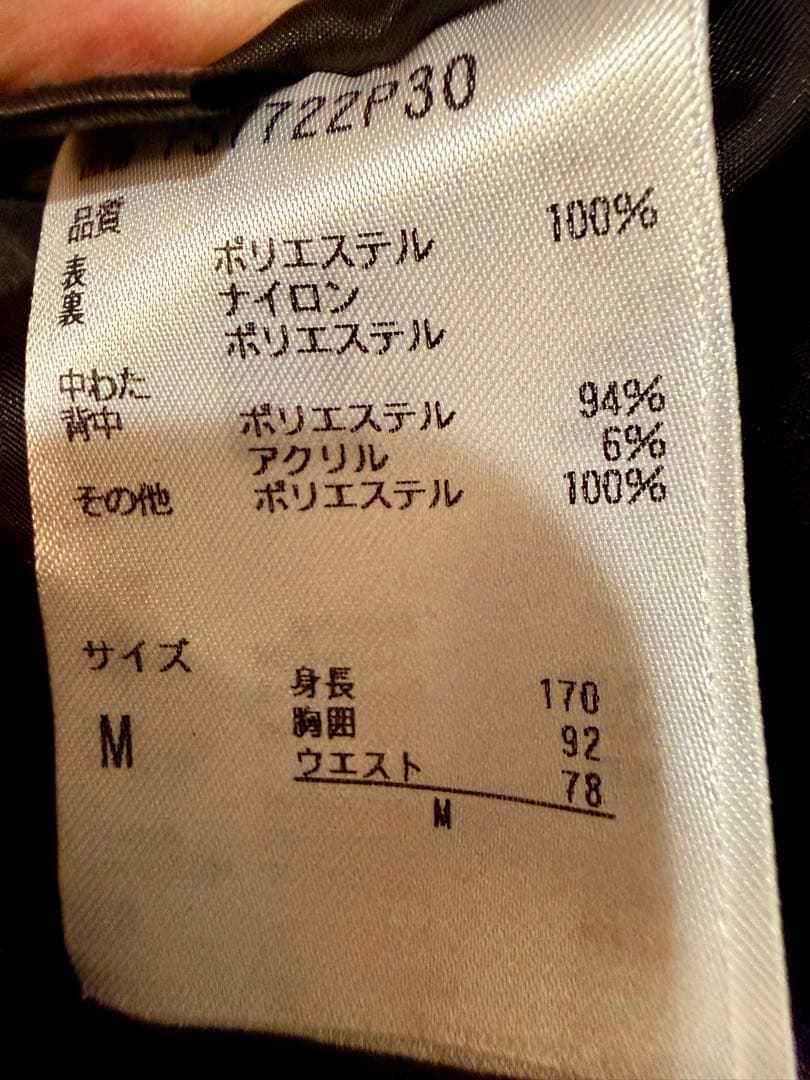 722P30
品質
表 ポリエステル 100%
裏 ナイロン
ポリエステル
中わた
背中 ポリエステル 94%
アクリル 6%
その他 ポリエステル 100%
サイズ
M
身長 170
胸囲 92
ウエスト 78
M